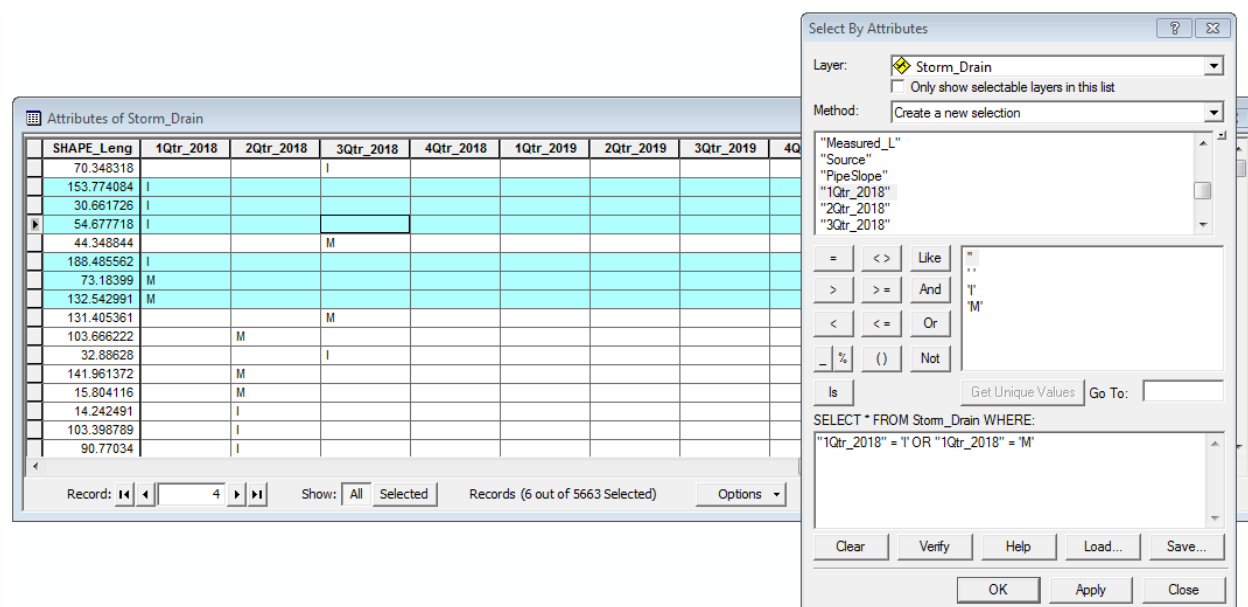 Attributes of Storm_Drain
SHAPE_Leng 1Qtr_2018 2Qtr_2018 3Qtr_2018 4Qtr_2018 1Qtr_2019 2Qtr_2019 3Qtr_2019 4Q
70.348318 I
153.774084 I
30.661726 I
54.677718 I
44.348844 M
188.485562 I
73.18399 M
132.542991 M
131.405361 M
103.666222 M
32.88628 I
141.961372 M
15.804116 M
14.242491 I
103.398789 I
90.77034 I
Record: 4 Show: All Selected Records (6 out of 5663 Selected) Options
Select By Attributes
Layer: Storm_Drain
Only show selectable layers in this list
Method: Create a new selection
"Measured_L"
"Source"
"PipeSlope"
"1Qtr_2018"
"2Qtr_2018"
"3Qtr_2018"
= <> Like
> >= And
< <= Or
_ % () Not
Is
''
' '
'I'
'M'
Get Unique Values Go To:
SELECT * FROM Storm_Drain WHERE:
"1Qtr_2018" = 'I' OR "1Qtr_2018" = 'M'
Clear Verify Help Load... Save...
OK Apply Close